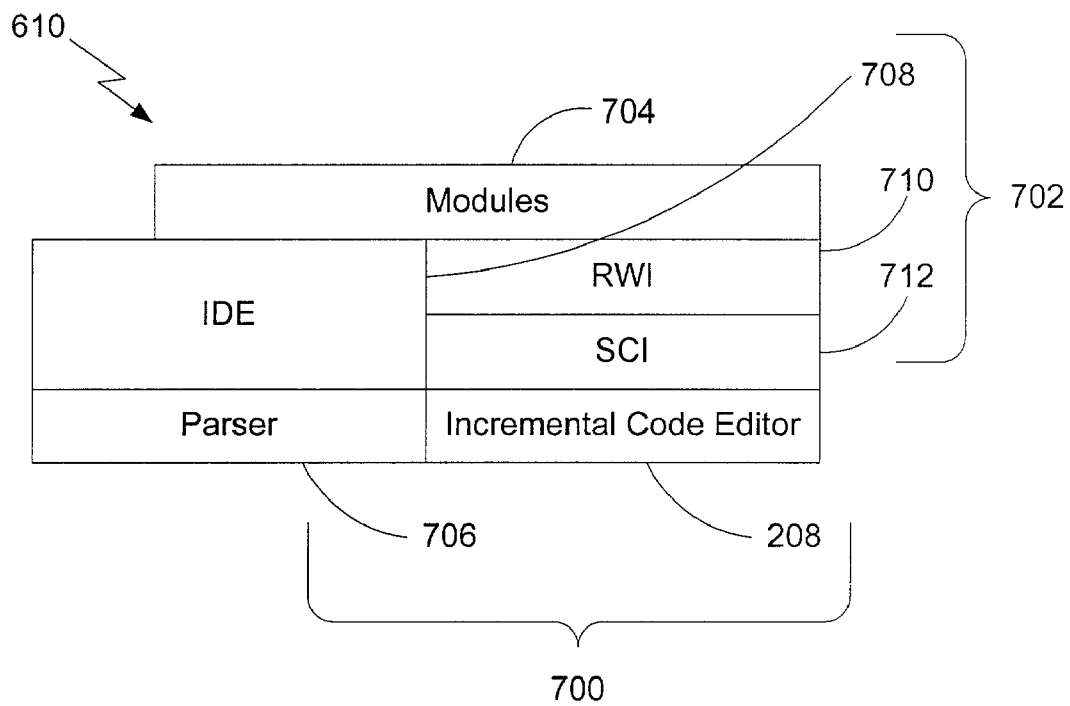 610
708
704
710
702
Modules
RWI
712
IDE
SCI
Parser
Incremental Code Editor
706
208
700